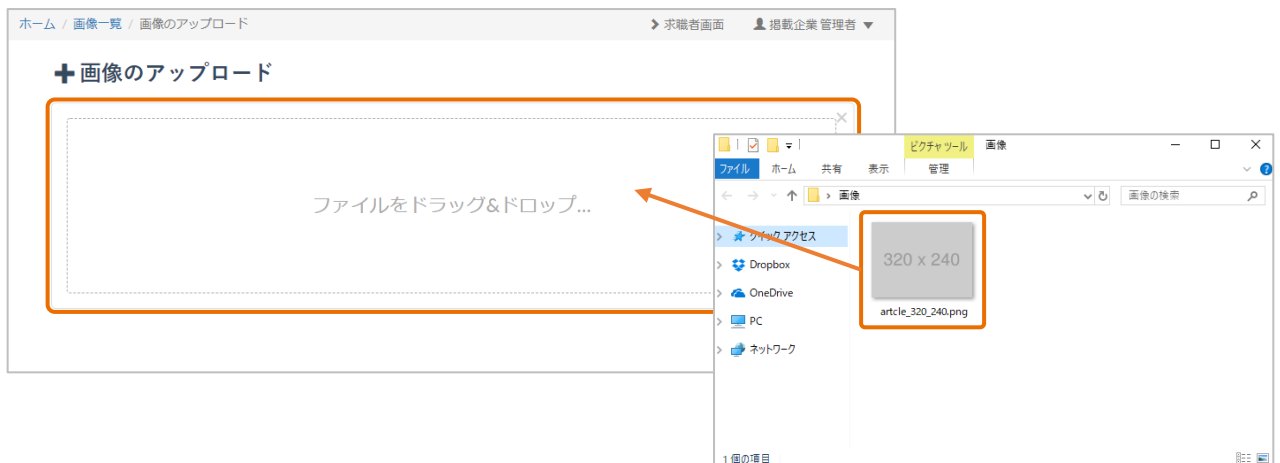 ホーム / 画像一覧 / 画像のアップロード
求職者画面
掲載企業 管理者
画像のアップロード
ファイルをドラッグ&ドロップ...
ピクチャ ツール
画像
ファイル ホーム 共有 表示 管理
画像
画像の検索
クイック アクセス
Dropbox
OneDrive
PC
ネットワーク
320 x 240
artcle_320_240.png
1 個の項目